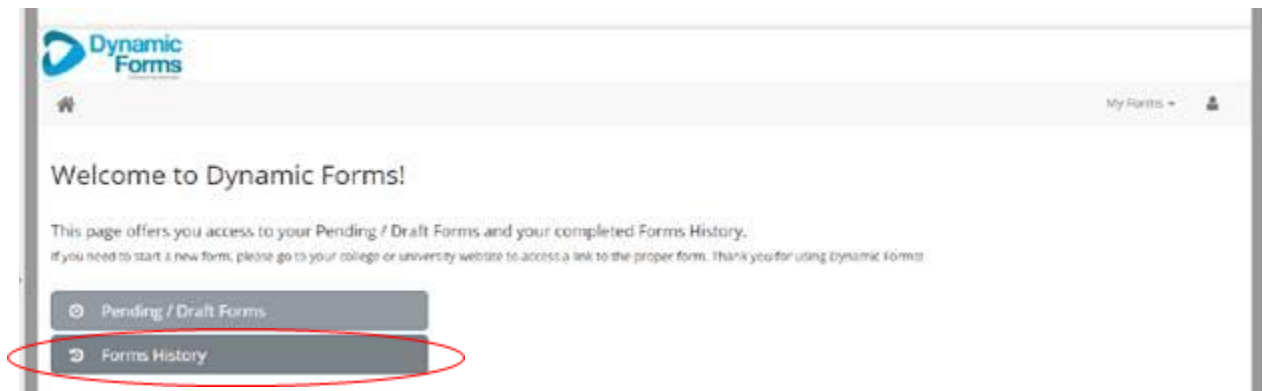 Dynamic
Forms
My Forms
Welcome to Dynamic Forms!
This page offers you access to your Pending / Draft Forms and your completed Forms History.
If you need to start a new form, please go to your college or university website to access a link to the proper form. Thank you for using Dynamic Forms!
Pending / Draft Forms
Forms History